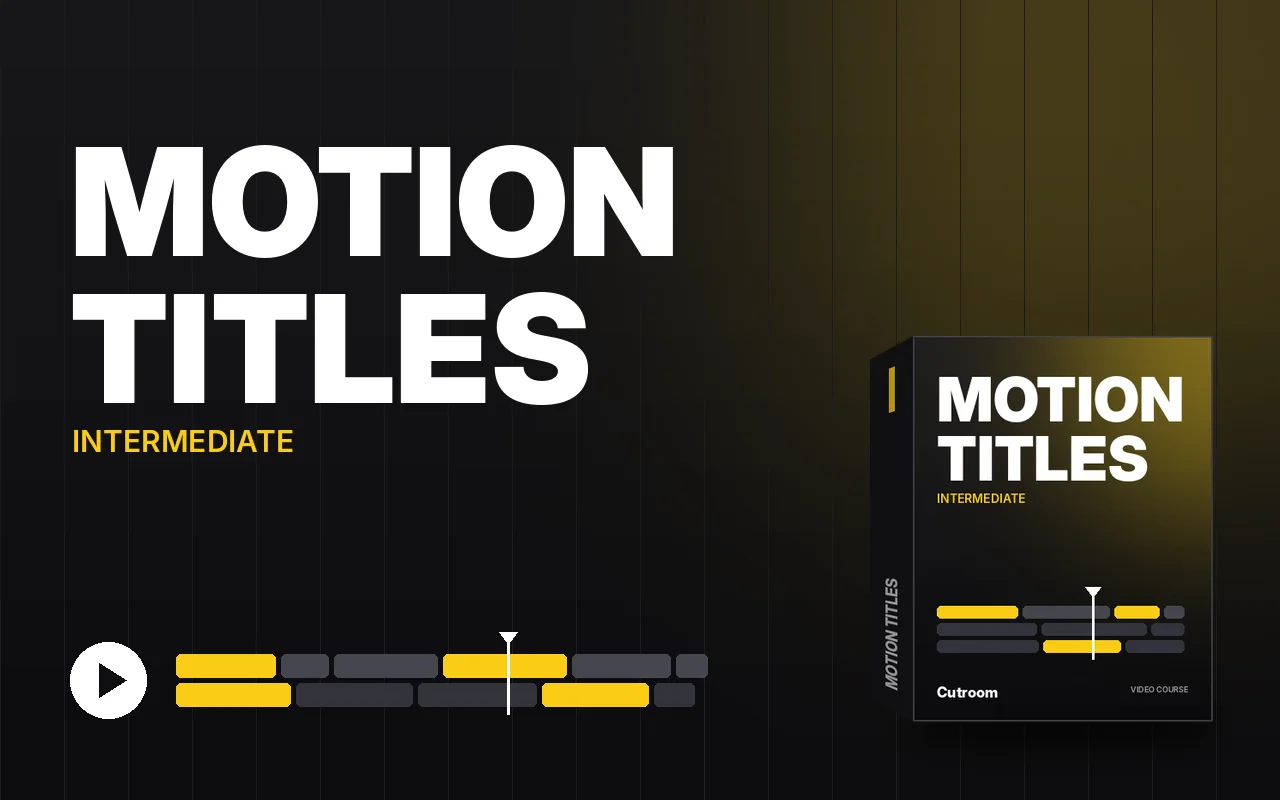 MOTION
TITLES
INTERMEDIATE
MOTION TITLES
MOTION
TITLES
INTERMEDIATE
Cutroom
VIDEO COURSE